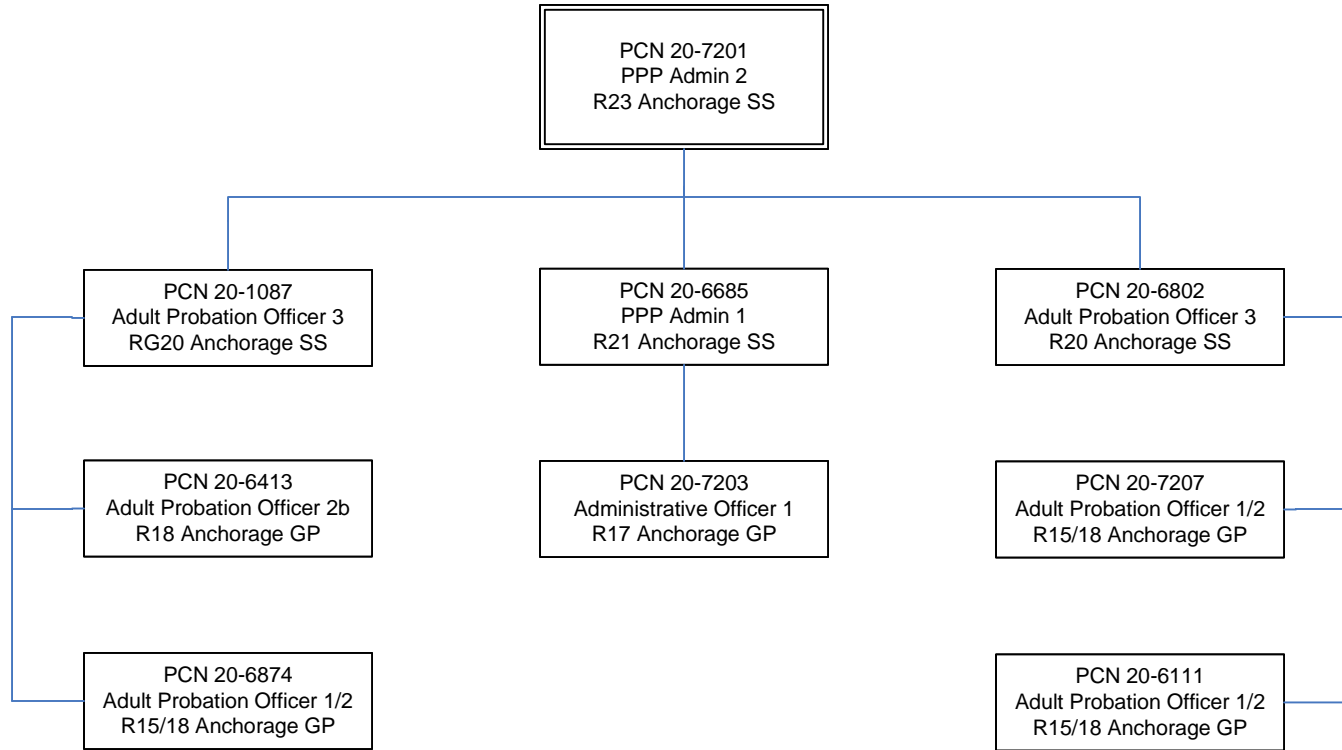 PCN 20-7201
PPP Admin 2
R23 Anchorage SS
PCN 20-1087
Adult Probation Officer 3
RG20 Anchorage SS
PCN 20-6685
PPP Admin 1
R21 Anchorage SS
PCN 20-6802
Adult Probation Officer 3
R20 Anchorage SS
PCN 20-6413
Adult Probation Officer 2b
R18 Anchorage GP
PCN 20-7203
Administrative Officer 1
R17 Anchorage GP
PCN 20-7207
Adult Probation Officer 1/2
R15/18 Anchorage GP
PCN 20-6874
Adult Probation Officer 1/2
R15/18 Anchorage GP
PCN 20-6111
Adult Probation Officer 1/2
R15/18 Anchorage GP